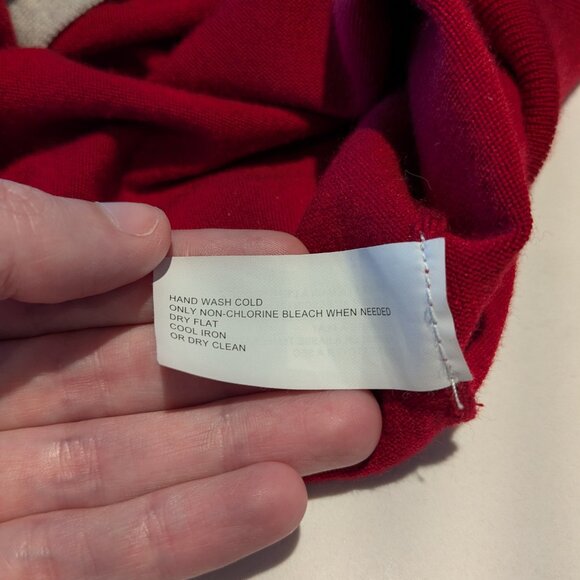 HAND WASH COLD
ONLY NON-CHLORINE BLEACH WHEN NEEDED
DRY FLAT
COOL IRON
OR DRY CLEAN